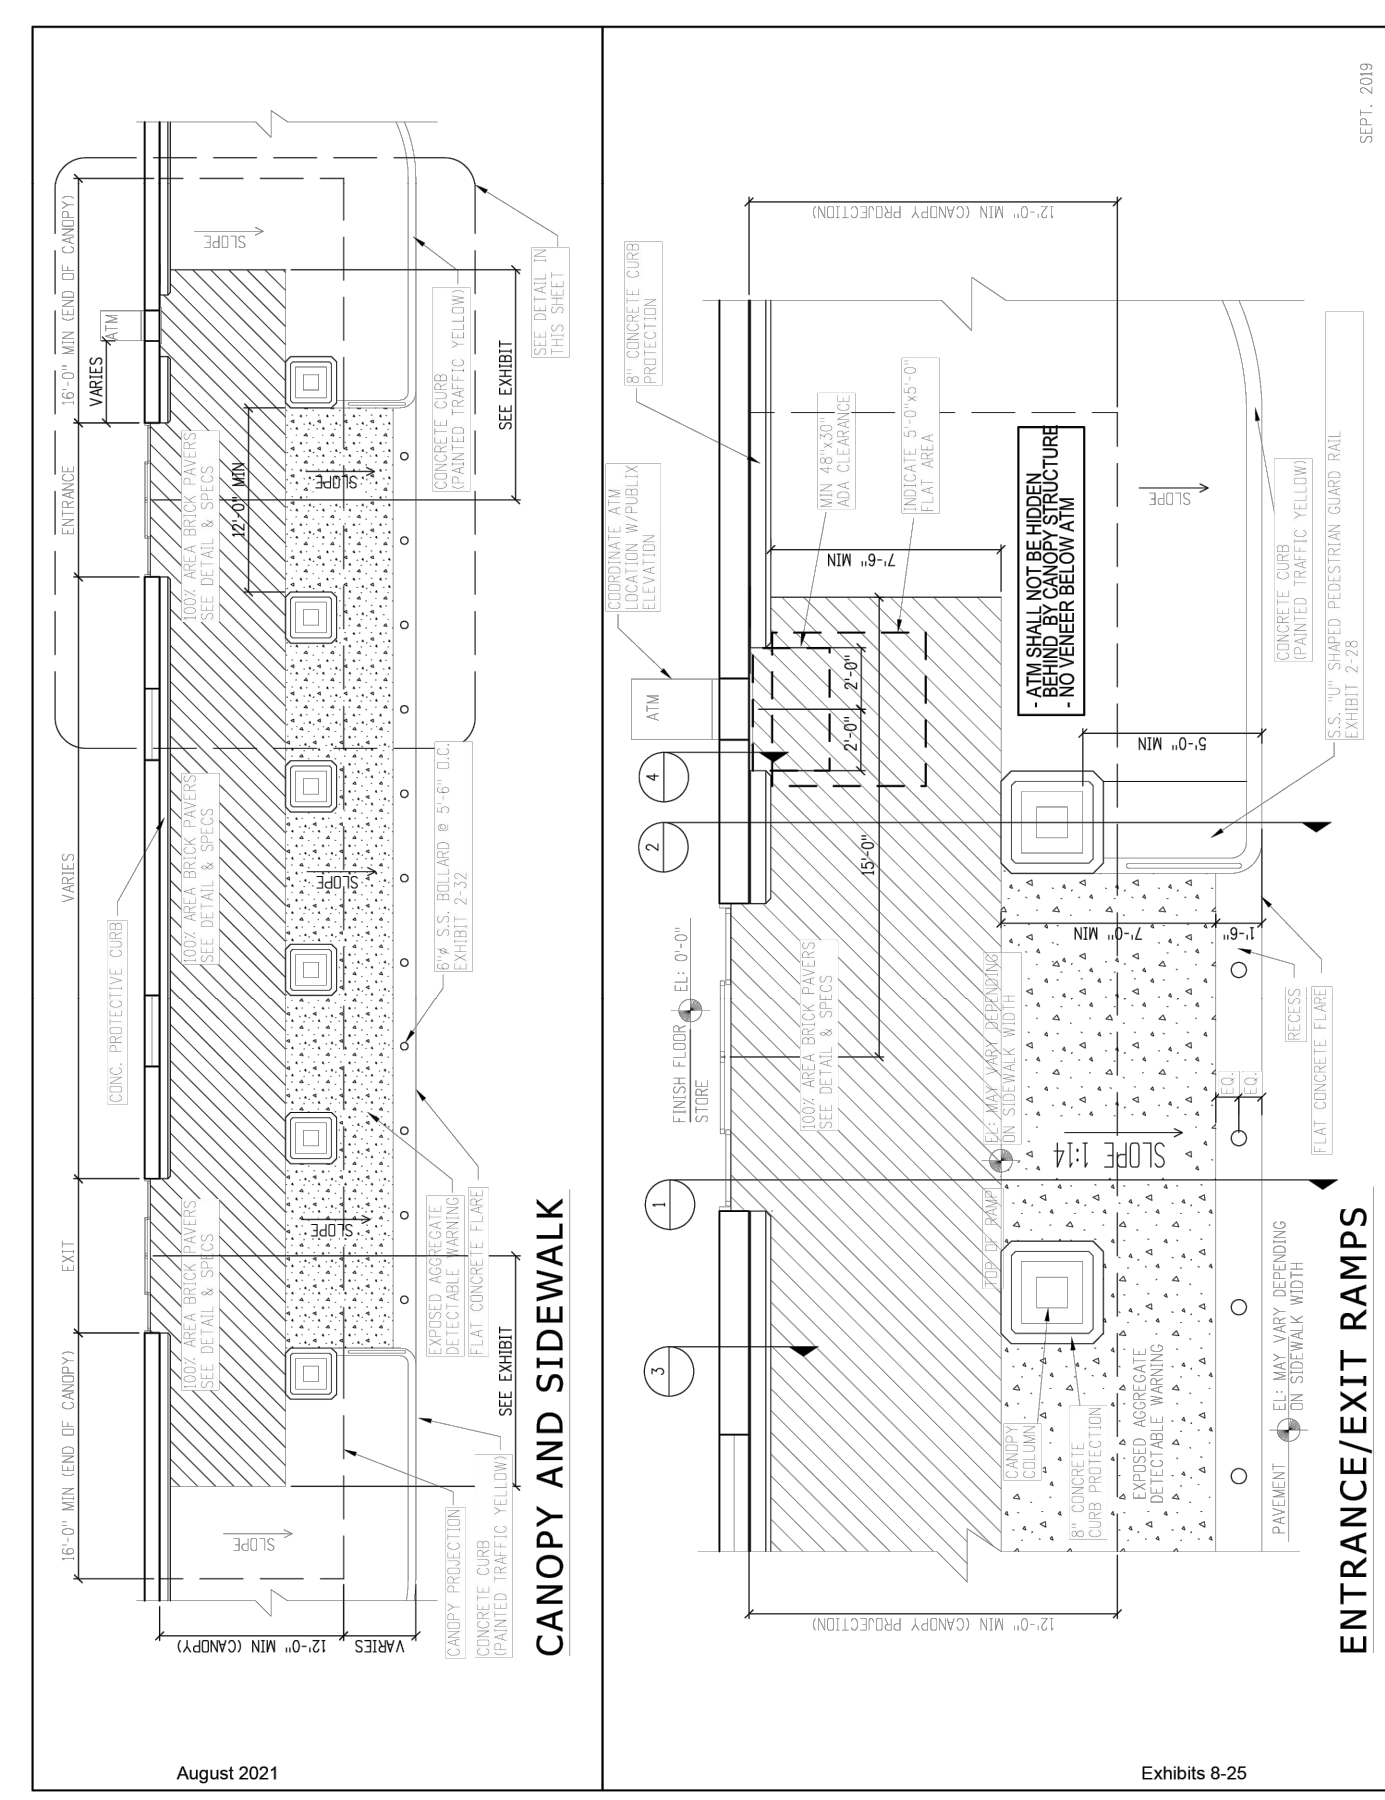 16'-0" MIN (END OF CANOPY)
EXIT
VARIES
ENTRANCE
16'-0" MIN (END OF CANOPY)
VARIES
ATM
CONC. PROTECTIVE CURB
100% AREA BRICK PAVERS
SEE DETAIL & SPECS
100% AREA BRICK PAVERS
SEE DETAIL & SPECS
100% AREA BRICK PAVERS
SEE DETAIL & SPECS
12'-0" MIN
SLOPE
SLOPE
SLOPE
SLOPE
SLOPE
12'-0" MIN (CANOPY)
VARIES
EXPOSED AGGREGATE
DETECTABLE WARNING
FLAT CONCRETE FLARE
6"ø S.S. BOLLARD @ 5'-6" O.C.
EXHIBIT 2-32
CONCRETE CURB
(PAINTED TRAFFIC YELLOW)
CANOPY PROJECTION
CONCRETE CURB
(PAINTED TRAFFIC YELLOW)
SEE EXHIBIT
SEE EXHIBIT
SEE DETAIL IN
THIS SHEET
CANOPY AND SIDEWALK
COORDINATE ATM
LOCATION W/PUBLIX
ELEVATION
8" CONCRETE CURB
PROTECTION
ATM
3
1
2
4
FINISH FLOOR EL: 0'-0"
STORE
12'-0" MIN (CANOPY PROJECTION)
12'-0" MIN (CANOPY PROJECTION)
100% AREA BRICK PAVERS
SEE DETAIL & SPECS
MIN 48"x30"
ADA CLEARANCE
INDICATE 5'-0"x5'-0"
FLAT AREA
7'-6" MIN
2'-0"
2'-0"
15'-0"
TOP OF RAMP
EL: MAY VARY DEPENDING
ON SIDEWALK WIDTH
- ATM SHALL NOT BE HIDDEN
BEHIND BY CANOPY STRUCTURE
- NO VENEER BELOW ATM
SLOPE
SLOPE 1:14
7'-0" MIN
1'-6"
5'-0" MIN
CANOPY
COLUMN
8" CONCRETE
CURB PROTECTION
EXPOSED AGGREGATE
DETECTABLE WARNING
EQ.
EQ.
RECESS
FLAT CONCRETE FLARE
CONCRETE CURB
(PAINTED TRAFFIC YELLOW)
S.S. "U" SHAPED PEDESTRIAN GUARD RAIL
EXHIBIT 2-28
PAVEMENT
EL: MAY VARY DEPENDING
ON SIDEWALK WIDTH
ENTRANCE/EXIT RAMPS
SEPT. 2019
August 2021
Exhibits 8-25